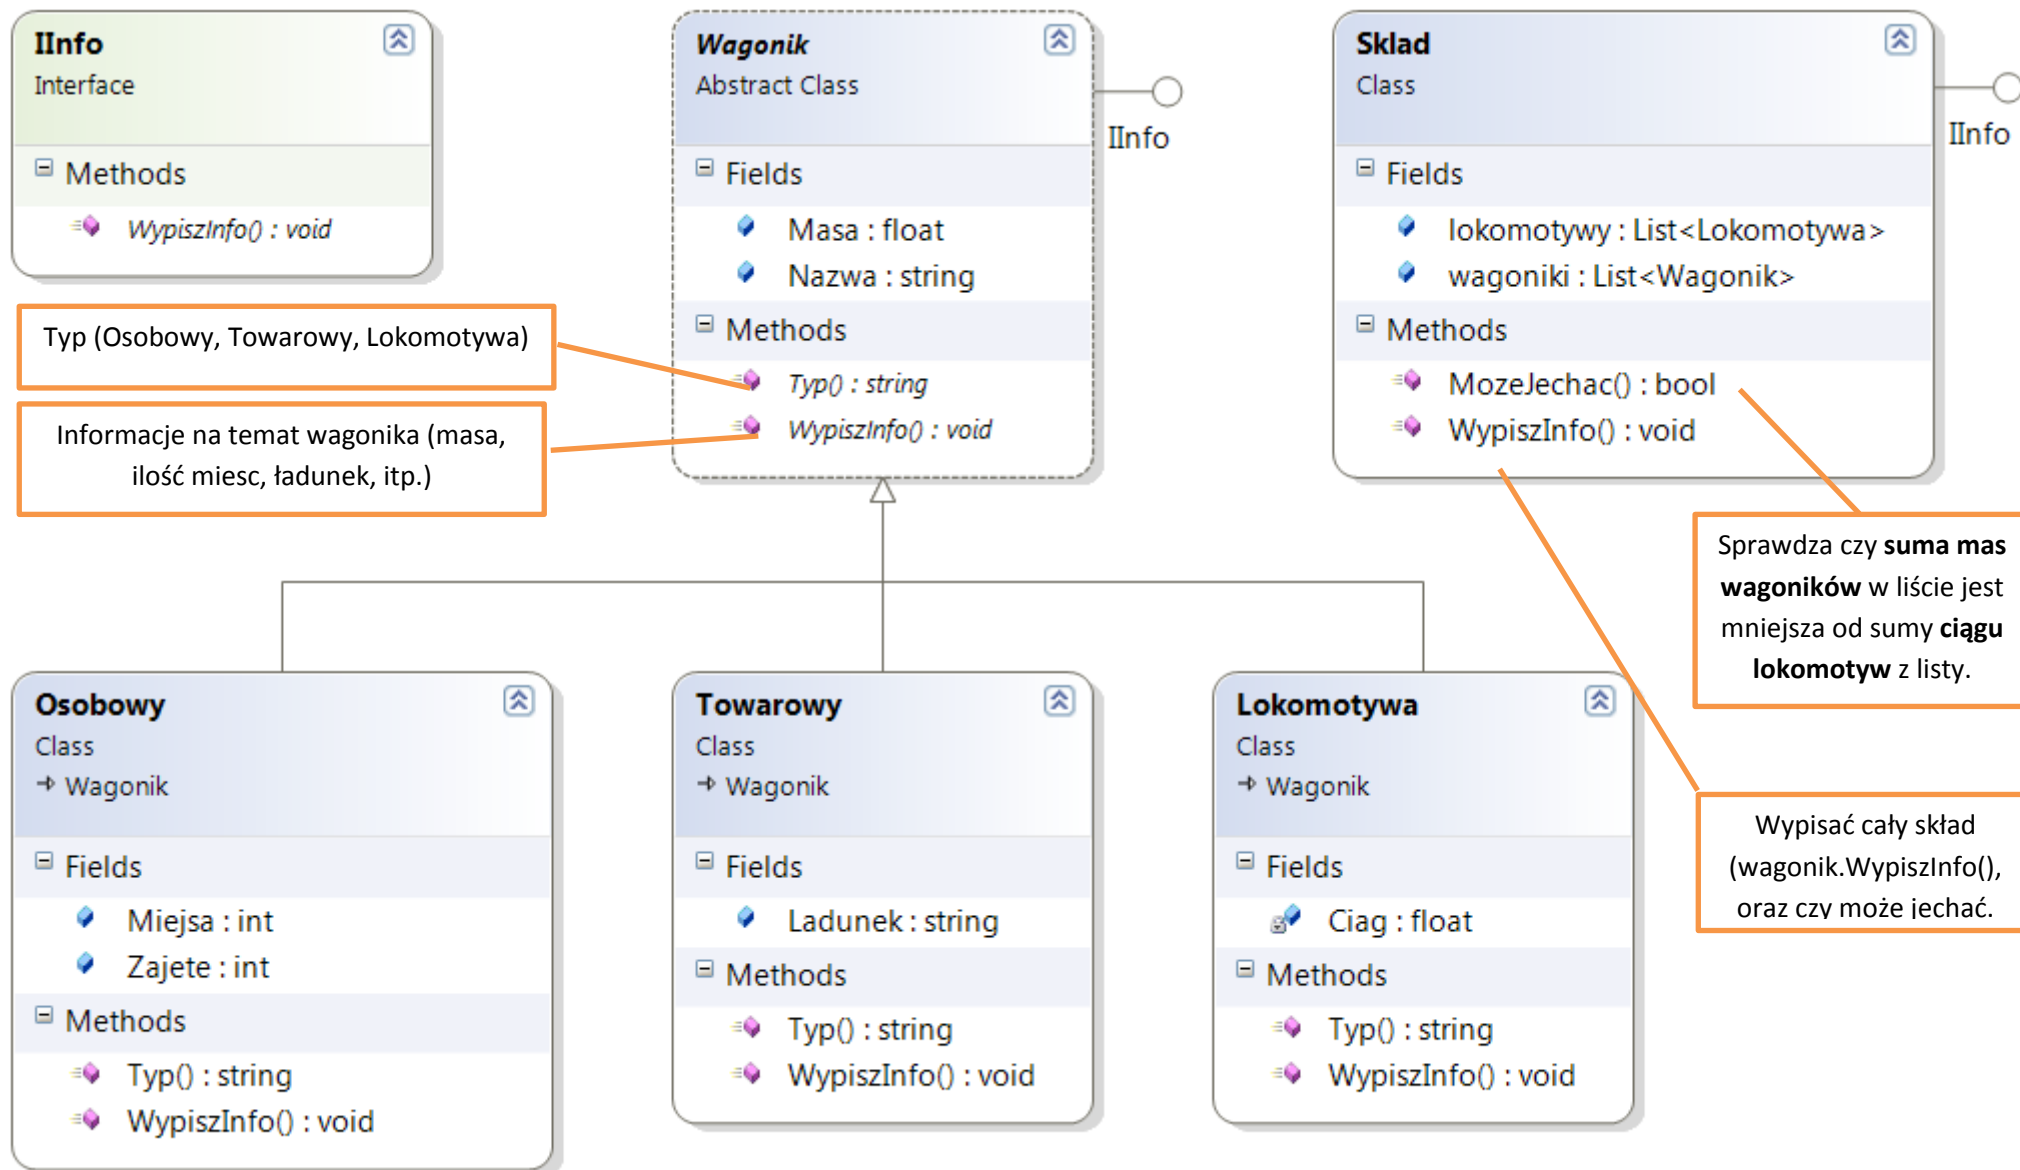 IInfo
Interface
Methods
WypiszInfo() : void
Wagonik
Abstract Class
IInfo
Fields
Masa : float
Nazwa : string
Methods
Typ() : string
WypiszInfo() : void
Sklad
Class
IInfo
Fields
lokomotywy : List<Lokomotywa>
wagoniki : List<Wagonik>
Methods
MozeJechac() : bool
WypiszInfo() : void
Typ (Osobowy, Towarowy, Lokomotywa)
Informacje na temat wagonika (masa,
ilość miesc, ładunek, itp.)
Sprawdza czy suma mas
wagoników w liście jest
mniejsza od sumy ciągu
lokomotyw z listy.
Osobowy
Class
Wagonik
Fields
Miejsa : int
Zajete : int
Methods
Typ() : string
WypiszInfo() : void
Towarowy
Class
Wagonik
Fields
Ladunek : string
Methods
Typ() : string
WypiszInfo() : void
Lokomotywa
Class
Wagonik
Fields
Ciag : float
Methods
Typ() : string
WypiszInfo() : void
Wypisać cały skład
(wagonik.WypiszInfo(),
oraz czy może jechać.